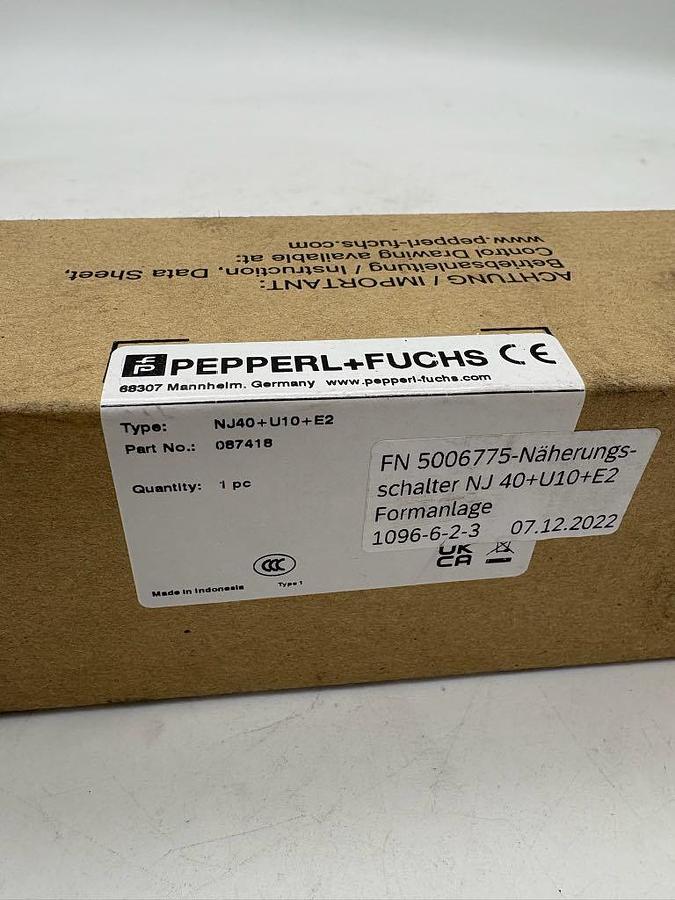 ACHTUNG / IMPORTANT:
Betriebsanleitung / Instruction, Data Sheet,
Control Drawing available at:
www.pepperl-fuchs.com
PEPPERL+FUCHS CE
68307 Mannheim. Germany www.pepperl-fuchs.com
Type: NJ40+U10+E2
Part No.: 087418
Quantity: 1 pc
FN 5006775-Näherungs-
schalter NJ 40+U10+E2
Formanlage
1096-6-2-3 07.12.2022
UK
CA
CCC
Made in Indonesia
Type 1